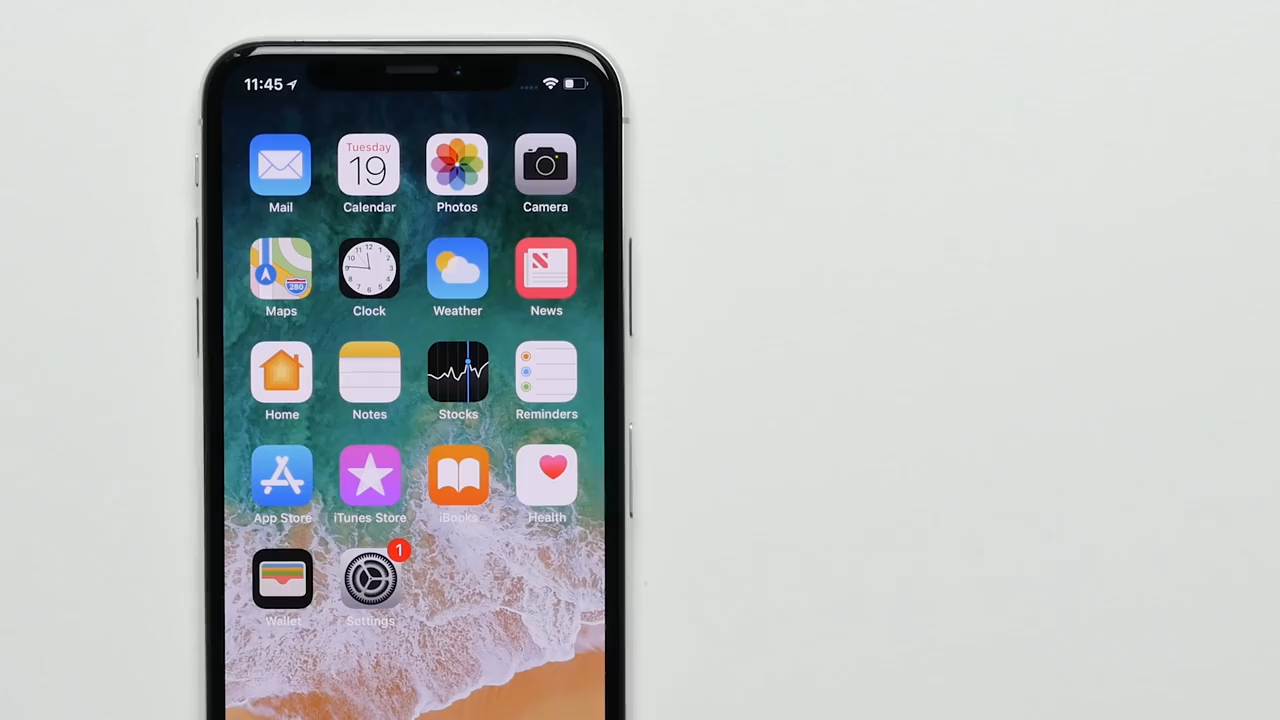 11:45
Tuesday
19
Mail Calendar Photos Camera
280
Maps Clock Weather News
Home Notes Stocks Reminders
App Store iTunes Store iBooks Health
1
Wallet Settings